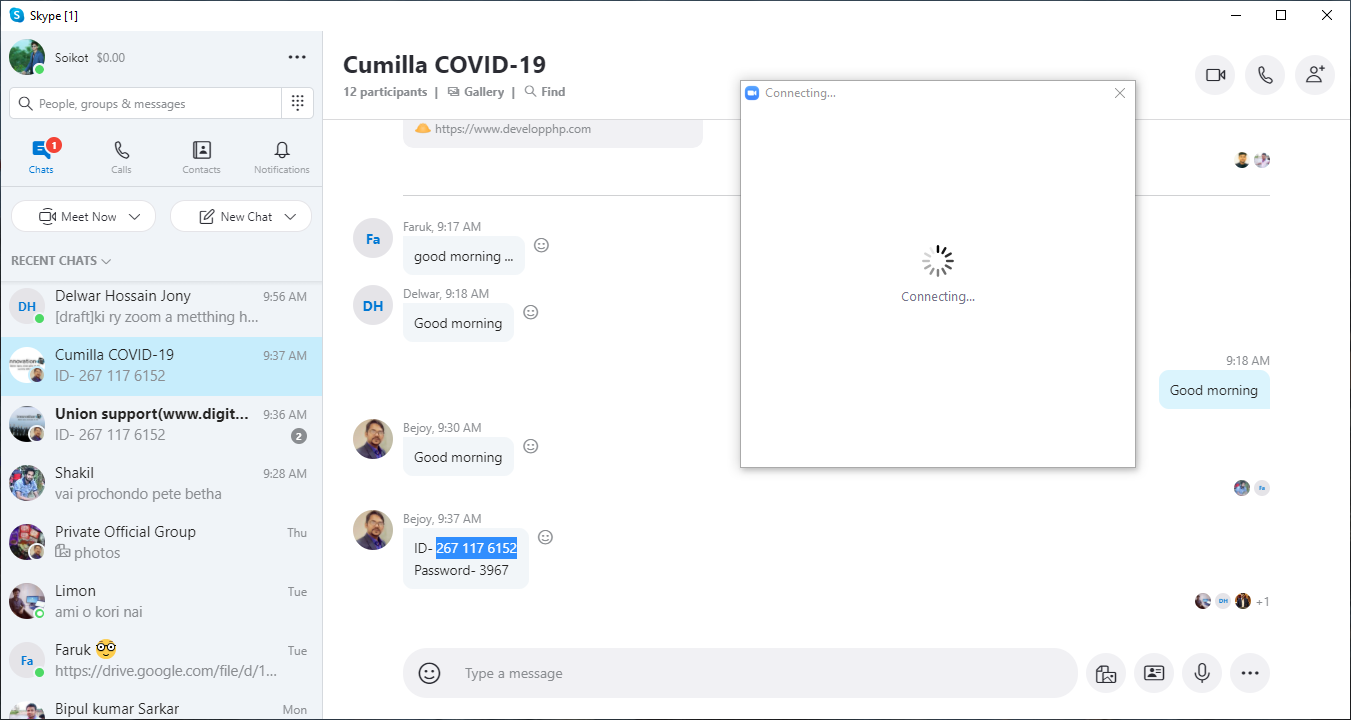 Skype [1]
Soikot $0.00
People, groups & messages
1
Chats
Calls
Contacts
Notifications
Meet Now
New Chat
RECENT CHATS
DH
Delwar Hossain Jony
9:56 AM
[draft]ki ry zoom a metthing h...
Cumilla COVID-19
9:37 AM
ID- 267 117 6152
Union support(www.digit...
9:36 AM
ID- 267 117 6152
2
Shakil
9:28 AM
vai prochondo pete betha
Private Official Group
Thu
photos
Limon
Tue
ami o kori nai
Fa
Faruk 🤓
Tue
https://drive.google.com/file/d/1...
Bipul kumar Sarkar
Mon
Cumilla COVID-19
12 participants | Gallery | Find
https://www.developphp.com
Fa
Faruk, 9:17 AM
good morning ...
DH
Delwar, 9:18 AM
Good morning
9:18 AM
Good morning
Bejoy, 9:30 AM
Good morning
Fa
Bejoy, 9:37 AM
ID- 267 117 6152
Password- 3967
DH
+1
Type a message
Connecting...
Connecting...